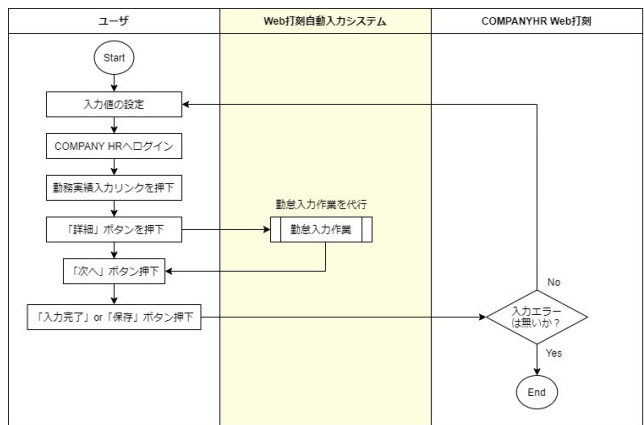 ユーザ
Web打刻自動入力システム
COMPANYHR Web打刻
Start
入力値の設定
COMPANY HRへログイン
勤務実績入力リンクを押下
勤怠入力作業を代行
「詳細」ボタンを押下
勤怠入力作業
「次へ」ボタン押下
No
「入力完了」or「保存」ボタン押下
入力エラー
は無いか？
Yes
End